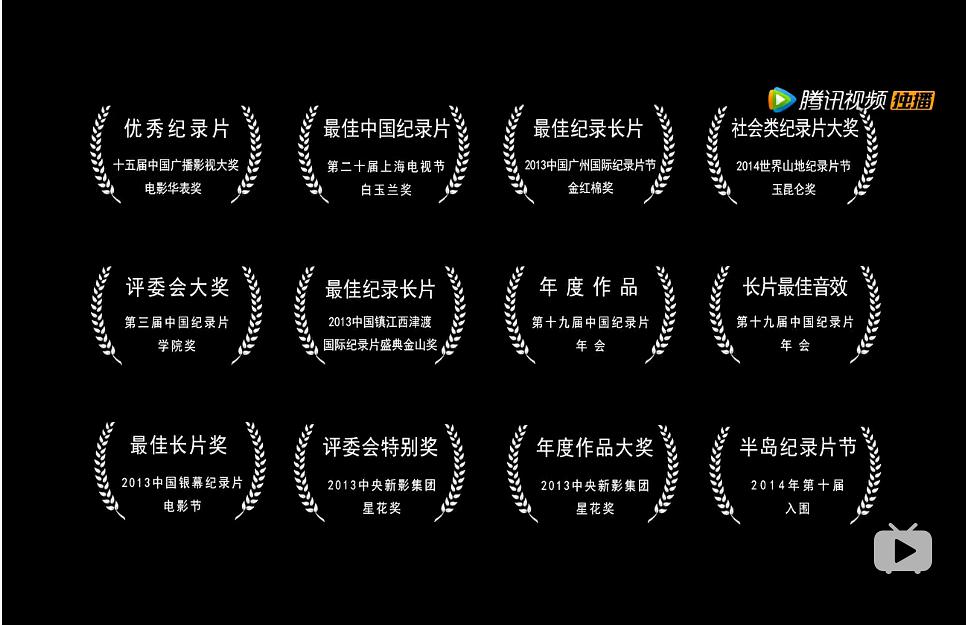 腾讯视频 独播
优秀纪录片
十五届中国广播影视大奖
电影华表奖
最佳中国纪录片
第二十届上海电视节
白玉兰奖
最佳纪录长片
2013中国广州国际纪录片节
金红棉奖
社会类纪录片大奖
2014世界山地纪录片节
玉昆仑奖
评委会大奖
第三届中国纪录片
学院奖
最佳纪录长片
2013中国镇江西津渡
国际纪录片盛典金山奖
年度作品
第十九届中国纪录片
年会
长片最佳音效
第十九届中国纪录片
年会
最佳长片奖
2013中国银幕纪录片
电影节
评委会特别奖
2013中央新影集团
星花奖
年度作品大奖
2013中央新影集团
星花奖
半岛纪录片节
2014年第十届
入围